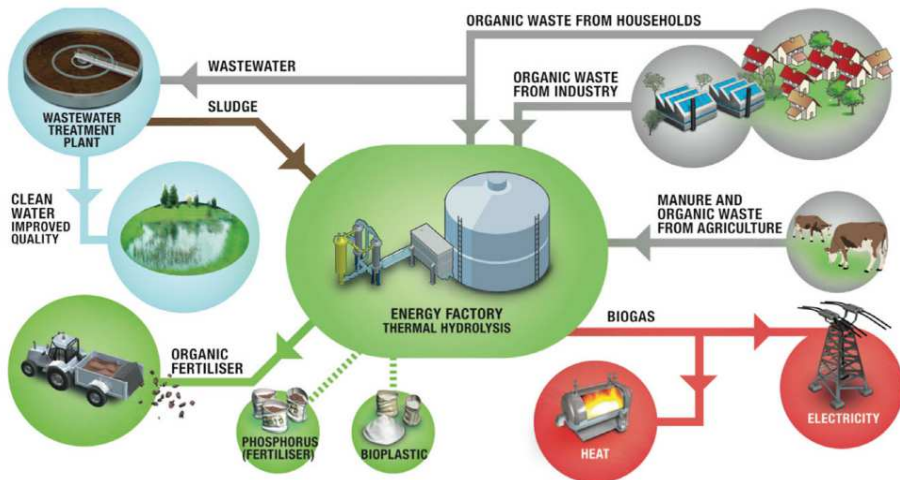 ORGANIC WASTE FROM HOUSEHOLDS
WASTEWATER
ORGANIC WASTE
FROM INDUSTRY
SLUDGE
WASTEWATER
TREATMENT
PLANT
CLEAN
WATER
IMPROVED
QUALITY
MANURE AND
ORGANIC WASTE
FROM AGRICULTURE
ENERGY FACTORY
THERMAL HYDROLYSIS
BIOGAS
ORGANIC
FERTILISER
ELECTRICITY
PHOSPHORUS
(FERTILISER)
BIOPLASTIC
HEAT